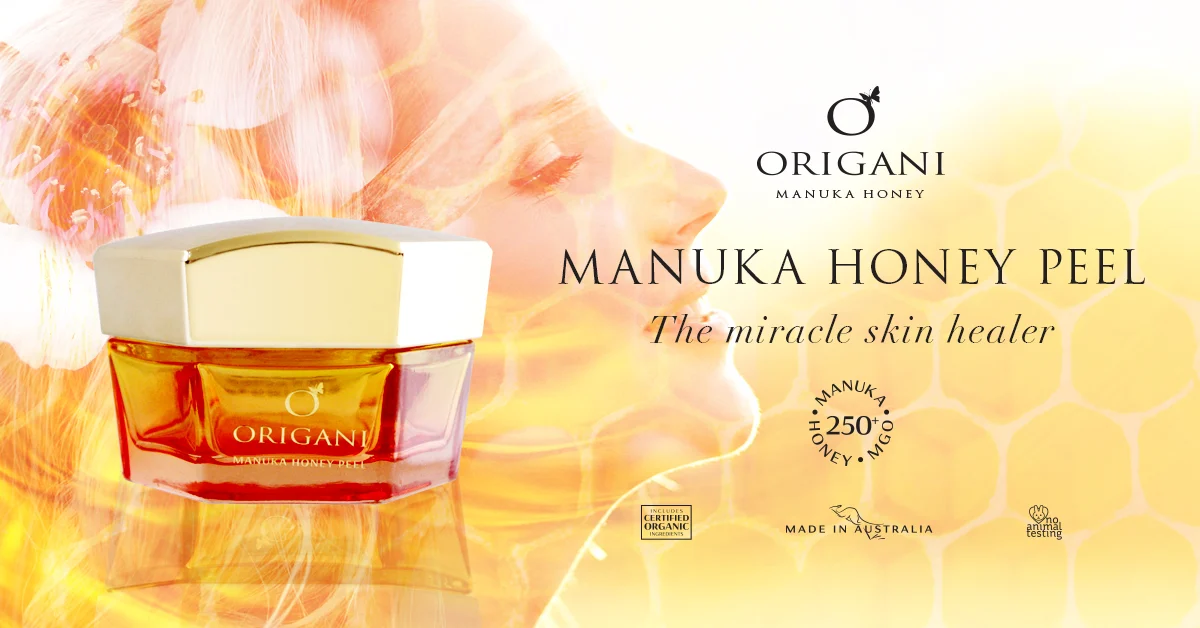 ORIGANI
MANUKA HONEY
MANUKA HONEY PEEL
The miracle skin healer
MANUKA HONEY • MGO •
250+
ORIGANI
MANUKA HONEY PEEL
INCLUDES
CERTIFIED
ORGANIC
INGREDIENTS
MADE IN AUSTRALIA
no
animal
testing